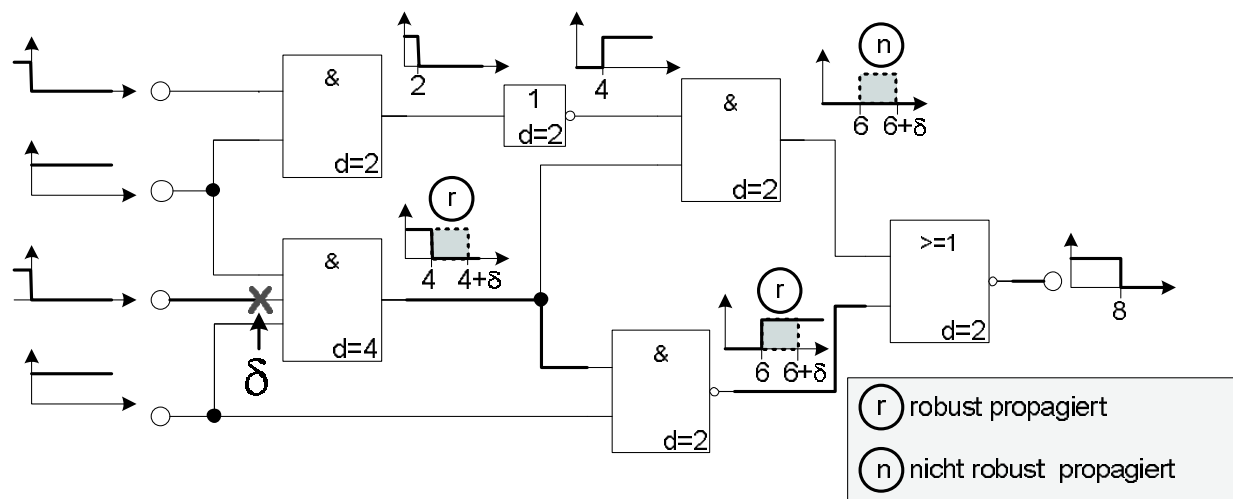 &
d=2
2
1
d=2
4
&
d=2
n
6 6+δ
r
4 4+δ
&
d=4
δ
r
6 6+δ
&
d=2
>=1
d=2
8
r robust propagiert
n nicht robust propagiert